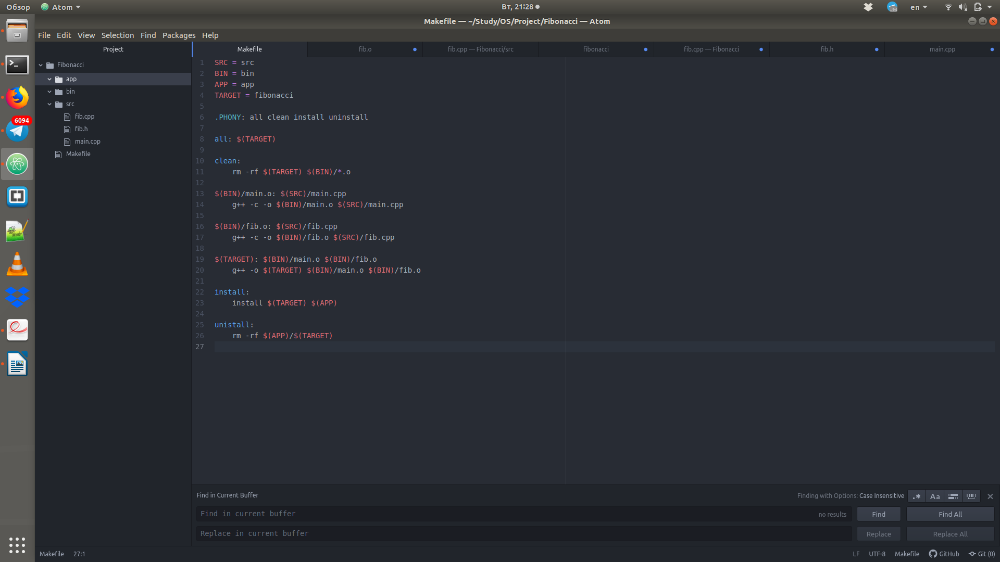 Обзор Atom Вт, 21:28 94 en
Makefile — ~/Study/OS/Project/Fibonacci — Atom
File Edit View Selection Find Packages Help
Project
Fibonacci
app
bin
src
fib.cpp
fib.h
main.cpp
Makefile
6094
Makefile fib.o fib.cpp — Fibonacci/src fibonacci fib.cpp — Fibonacci fib.h main.cpp
1 SRC = src
2 BIN = bin
3 APP = app
4 TARGET = fibonacci
5
6 .PHONY: all clean install uninstall
7
8 all: $(TARGET)
9
10 clean:
11 rm -rf $(TARGET) $(BIN)/*.o
12
13 $(BIN)/main.o: $(SRC)/main.cpp
14 g++ -c -o $(BIN)/main.o $(SRC)/main.cpp
15
16 $(BIN)/fib.o: $(SRC)/fib.cpp
17 g++ -c -o $(BIN)/fib.o $(SRC)/fib.cpp
18
19 $(TARGET): $(BIN)/main.o $(BIN)/fib.o
20 g++ -o $(TARGET) $(BIN)/main.o $(BIN)/fib.o
21
22 install:
23 install $(TARGET) $(APP)
24
25 unistall:
26 rm -rf $(APP)/$(TARGET)
27
Find in Current Buffer Finding with Options: Case Insensitive .* Aa
Find in current buffer no results Find Find All
Replace in current buffer Replace Replace All
Makefile 27:1 LF UTF-8 Makefile GitHub Git (0)